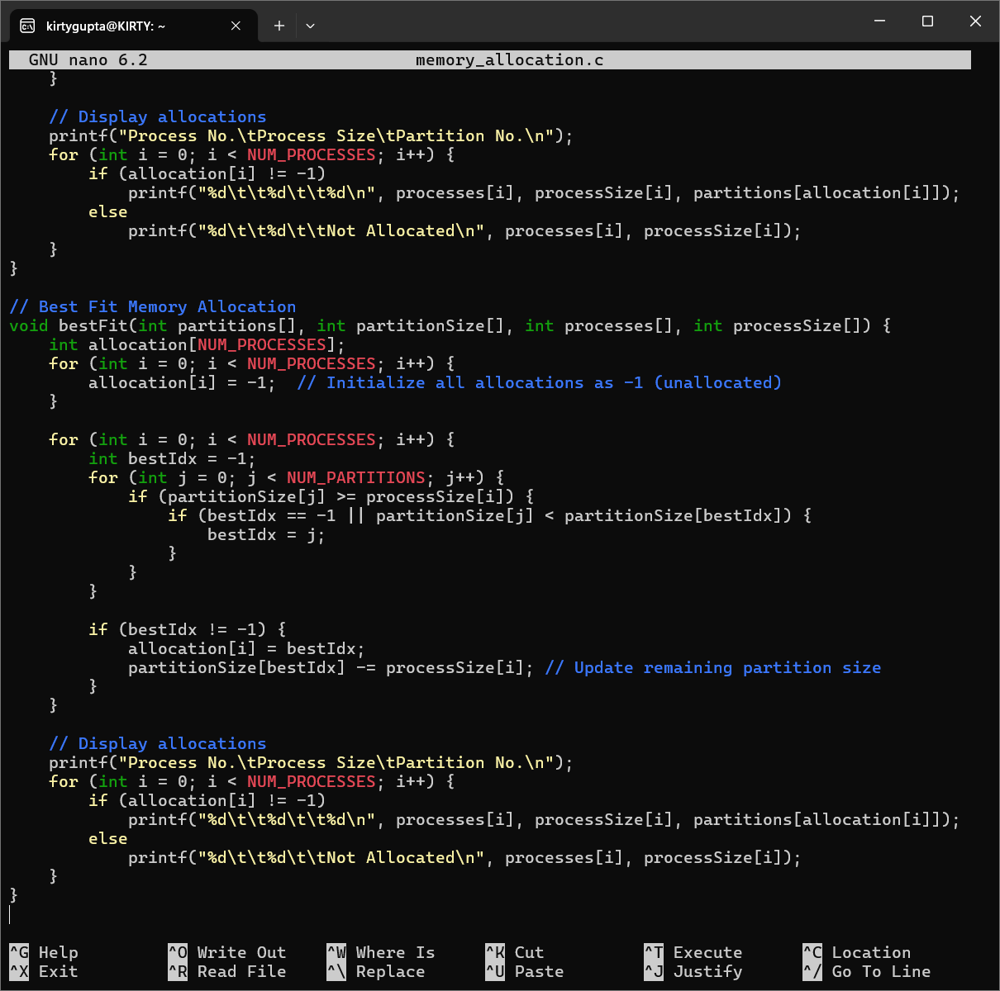 kirtygupta@KIRTY: ~
GNU nano 6.2 memory_allocation.c
    }

    // Display allocations
    printf("Process No.\tProcess Size\tPartition No.\n");
    for (int i = 0; i < NUM_PROCESSES; i++) {
        if (allocation[i] != -1)
            printf("%d\t\t%d\t\t%d\n", processes[i], processSize[i], partitions[allocation[i]]);
        else
            printf("%d\t\t%d\t\tNot Allocated\n", processes[i], processSize[i]);
    }
}

// Best Fit Memory Allocation
void bestFit(int partitions[], int partitionSize[], int processes[], int processSize[]) {
    int allocation[NUM_PROCESSES];
    for (int i = 0; i < NUM_PROCESSES; i++) {
        allocation[i] = -1;  // Initialize all allocations as -1 (unallocated)
    }

    for (int i = 0; i < NUM_PROCESSES; i++) {
        int bestIdx = -1;
        for (int j = 0; j < NUM_PARTITIONS; j++) {
            if (partitionSize[j] >= processSize[i]) {
                if (bestIdx == -1 || partitionSize[j] < partitionSize[bestIdx]) {
                    bestIdx = j;
                }
            }
        }

        if (bestIdx != -1) {
            allocation[i] = bestIdx;
            partitionSize[bestIdx] -= processSize[i]; // Update remaining partition size
        }
    }

    // Display allocations
    printf("Process No.\tProcess Size\tPartition No.\n");
    for (int i = 0; i < NUM_PROCESSES; i++) {
        if (allocation[i] != -1)
            printf("%d\t\t%d\t\t%d\n", processes[i], processSize[i], partitions[allocation[i]]);
        else
            printf("%d\t\t%d\t\tNot Allocated\n", processes[i], processSize[i]);
    }
}

^G Help ^O Write Out ^W Where Is ^K Cut ^T Execute ^C Location
^X Exit ^R Read File ^\ Replace ^U Paste ^J Justify ^/ Go To Line